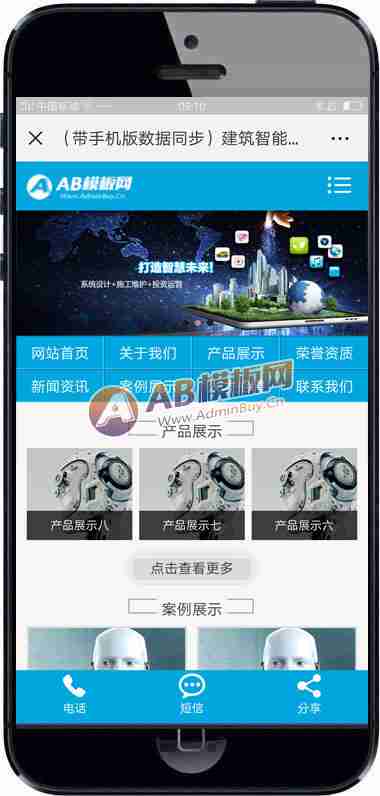 中国移动
09:10
（带手机版数据同步）建筑智能...
AB模板网
Www.AdminBuy.Cn
打造智慧未来!
系统设计+施工维护+投资运营
网站首页 关于我们 产品展示 荣誉资质
新闻资讯 案例展示 联系我们
AB模板网
Www.AdminBuy.Cn
产品展示
产品展示八 产品展示七 产品展示六
点击查看更多
案例展示
电话 短信 分享